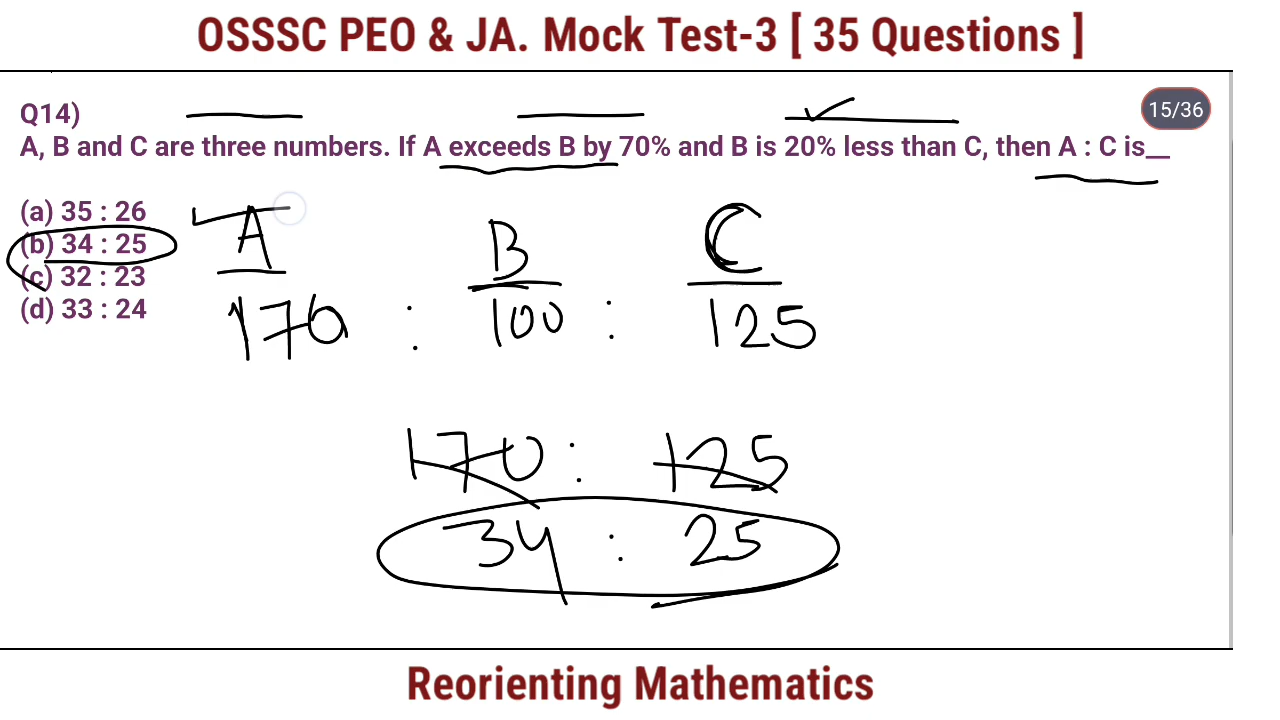 OSSSC PEO & JA. Mock Test-3 [ 35 Questions ]
15/36
Q14)
A, B and C are three numbers. If A exceeds B by 70% and B is 20% less than C, then A : C is__
(a) 35 : 26
(b) 34 : 25
(c) 32 : 23
(d) 33 : 24
A B C
170 : 100 : 125
170 : 125
34 : 25
Reorienting Mathematics